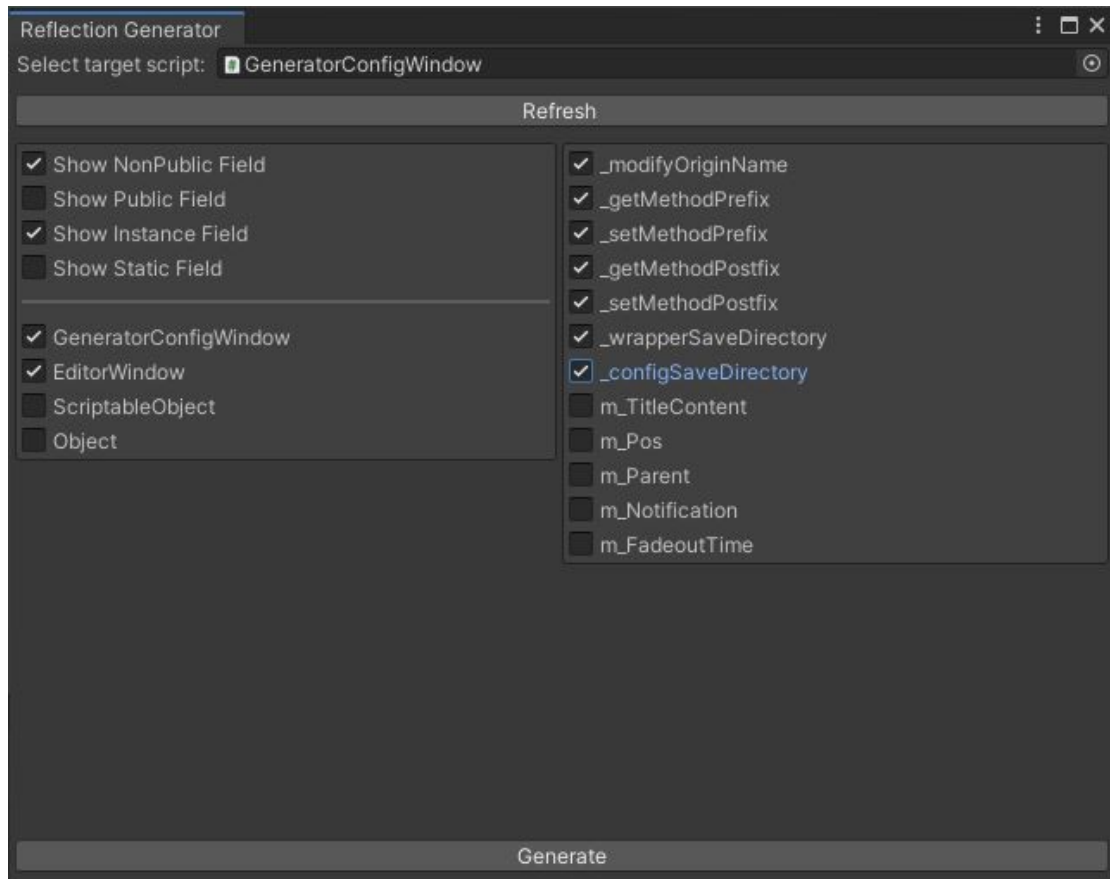 Reflection Generator
Select target script: GeneratorConfigWindow
Refresh
Show NonPublic Field
Show Public Field
Show Instance Field
Show Static Field
GeneratorConfigWindow
EditorWindow
ScriptableObject
Object
_modifyOriginName
_getMethodPrefix
_setMethodPrefix
_getMethodPostfix
_setMethodPostfix
_wrapperSaveDirectory
_configSaveDirectory
m_TitleContent
m_Pos
m_Parent
m_Notification
m_FadeoutTime
Generate